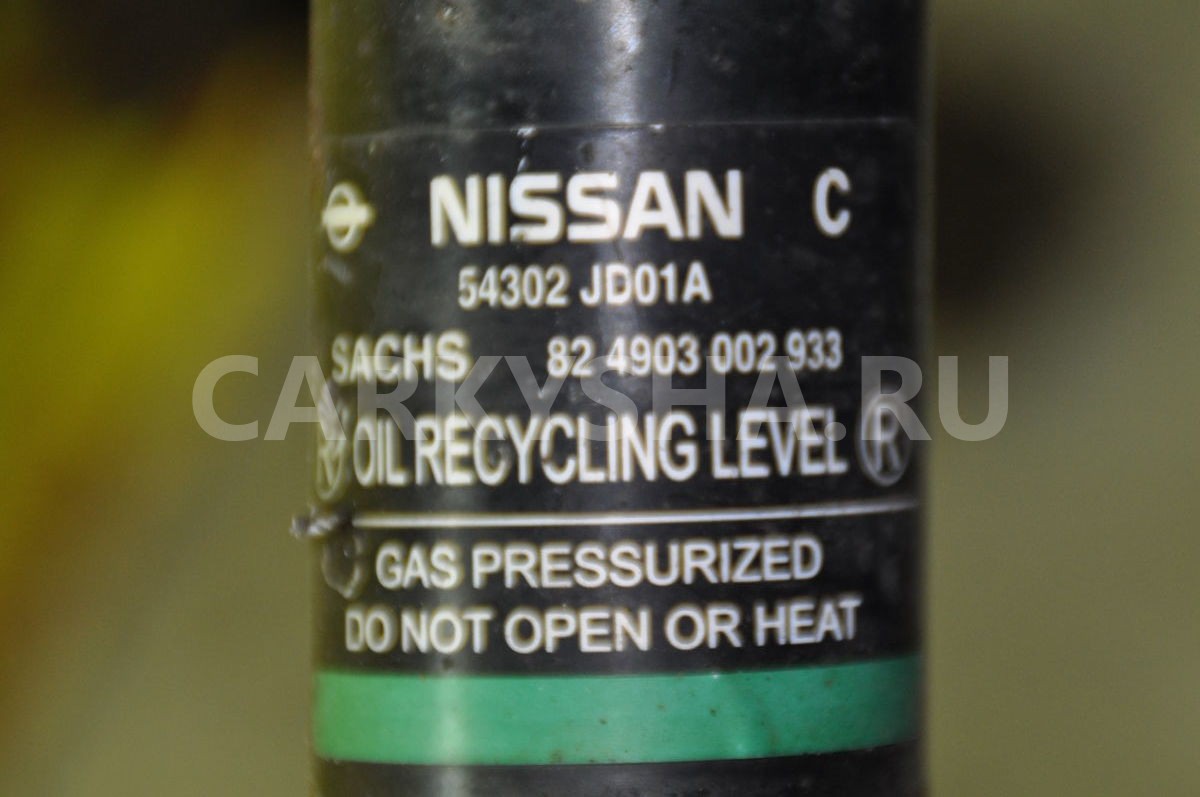 NISSAN C
54302 JD01A
SACHS 82 4903 002 933
CARKYSHA.RU
OIL RECYCLING LEVEL R
GAS PRESSURIZED
DO NOT OPEN OR HEAT